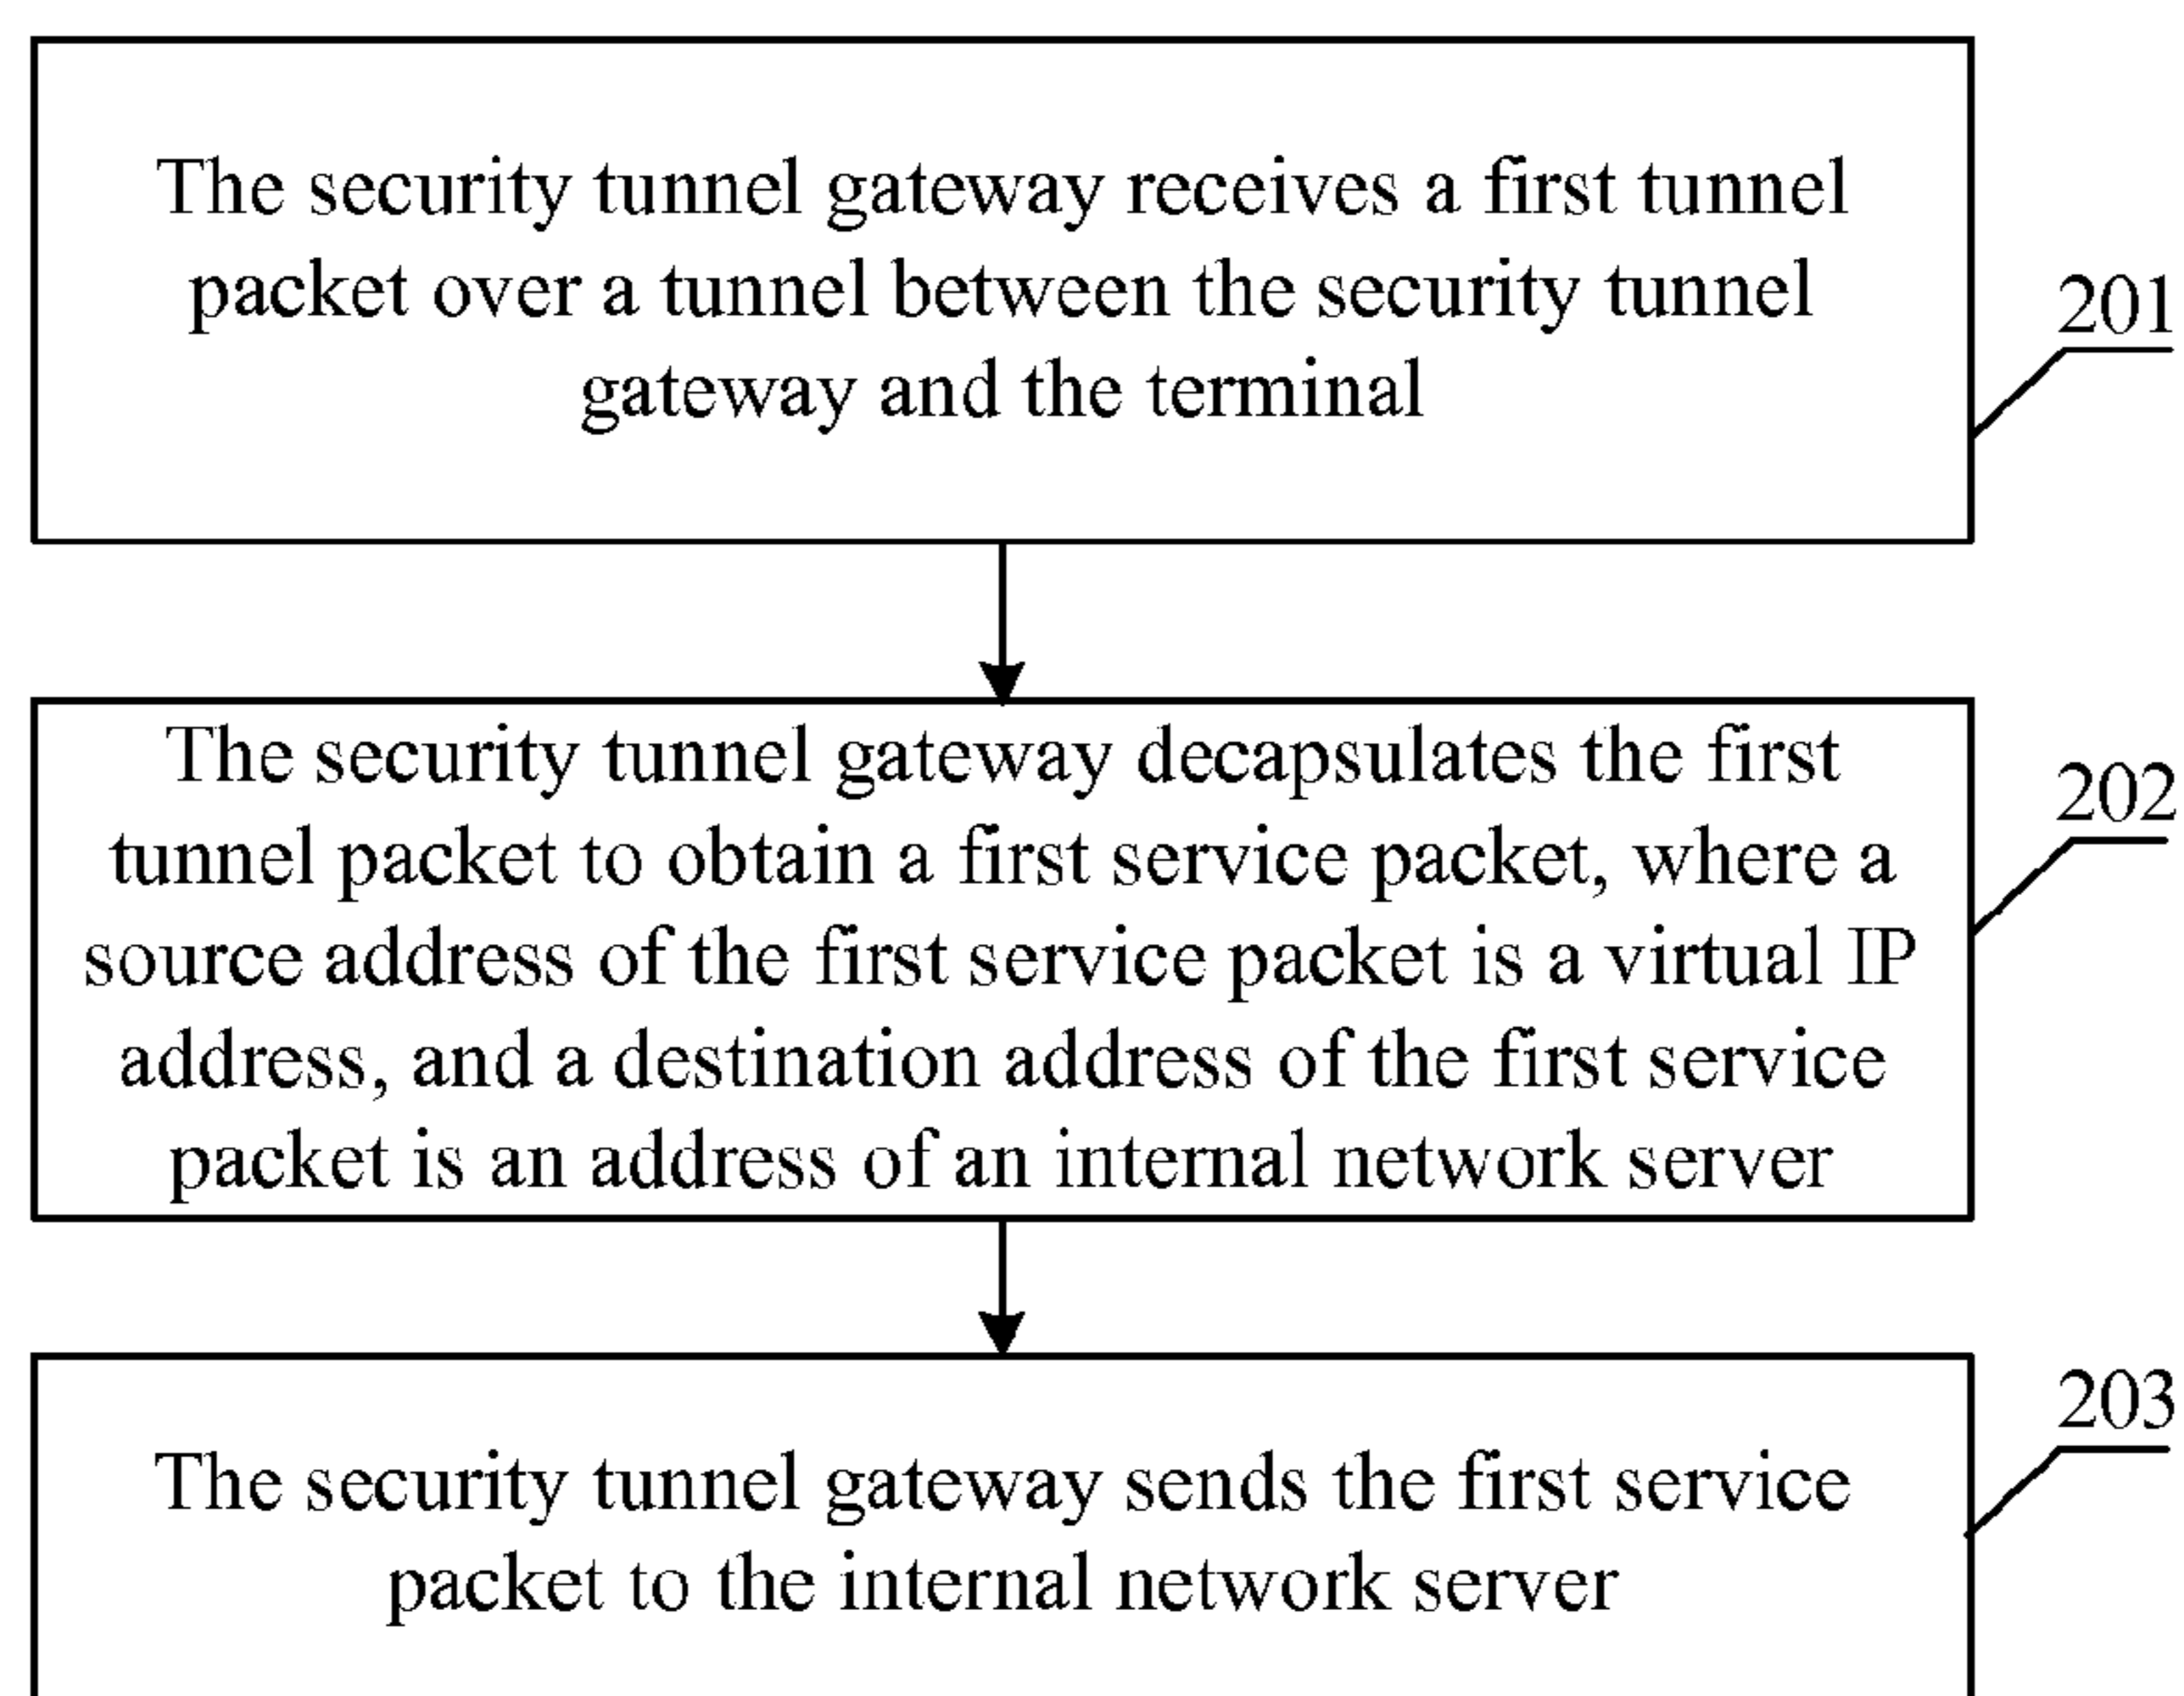 The security tunnel gateway receives a first tunnel
packet over a tunnel between the security tunnel
gateway and the terminal
201
The security tunnel gateway decapsulates the first
tunnel packet to obtain a first service packet, where a
source address of the first service packet is a virtual IP
address, and a destination address of the first service
packet is an address of an internal network server
202
The security tunnel gateway sends the first service
packet to the internal network server
203